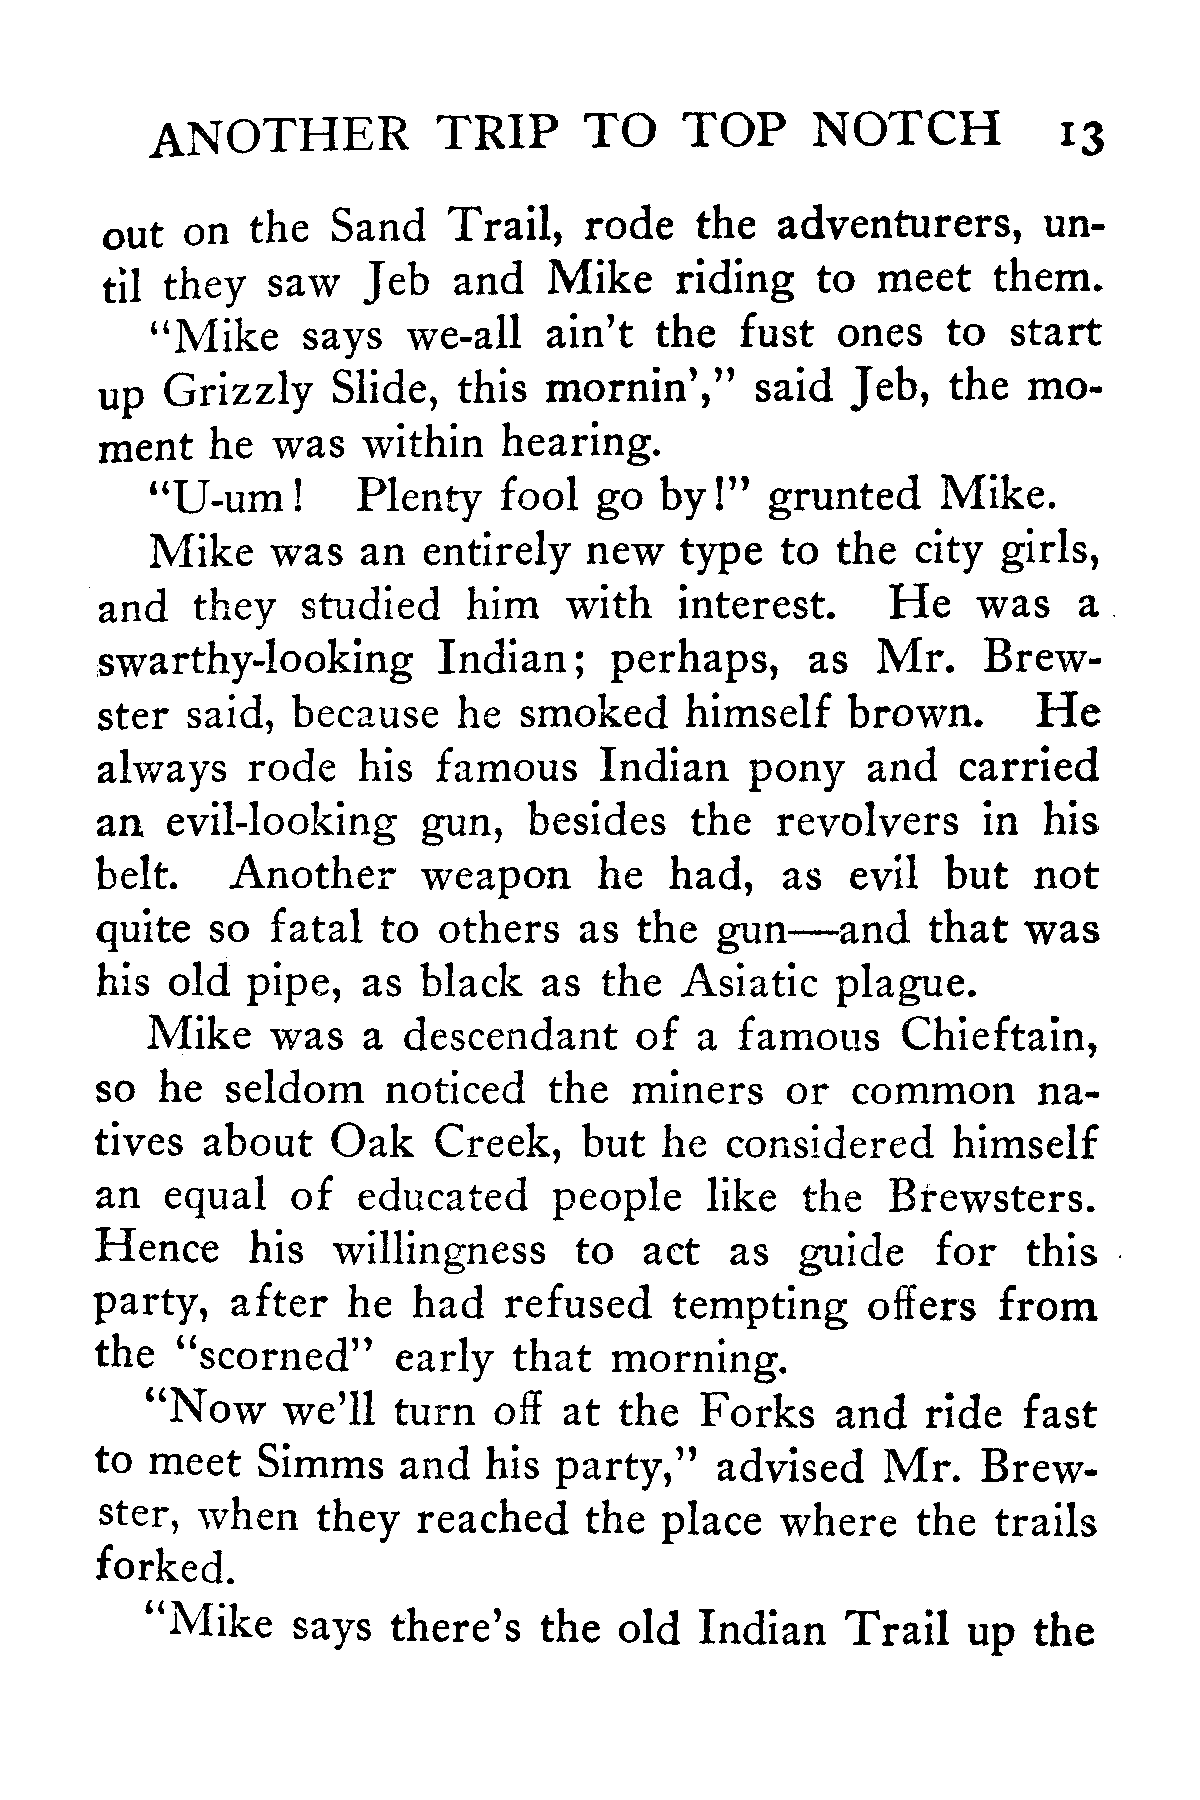 ANOTHER TRIP TO TOP NOTCH 13
out on the Sand Trail, rode the adventurers, un-
til they saw Jeb and Mike riding to meet them.
“Mike says we-all ain’t the fust ones to start
up Grizzly Slide, this mornin’,” said Jeb, the mo-
ment he was within hearing.
“U-um! Plenty fool go by!” grunted Mike.
Mike was an entirely new type to the city girls,
and they studied him with interest. He was a
swarthy-looking Indian; perhaps, as Mr. Brew-
ster said, because he smoked himself brown. He
always rode his famous Indian pony and carried
an evil-looking gun, besides the revolvers in his
belt. Another weapon he had, as evil but not
quite so fatal to others as the gun—and that was
his old pipe, as black as the Asiatic plague.
Mike was a descendant of a famous Chieftain,
so he seldom noticed the miners or common na-
tives about Oak Creek, but he considered himself
an equal of educated people like the Brewsters.
Hence his willingness to act as guide for this
party, after he had refused tempting offers from
the “scorned” early that morning.
“Now we’ll turn off at the Forks and ride fast
to meet Simms and his party,” advised Mr. Brew-
ster, when they reached the place where the trails
forked.
“Mike says there’s the old Indian Trail up the